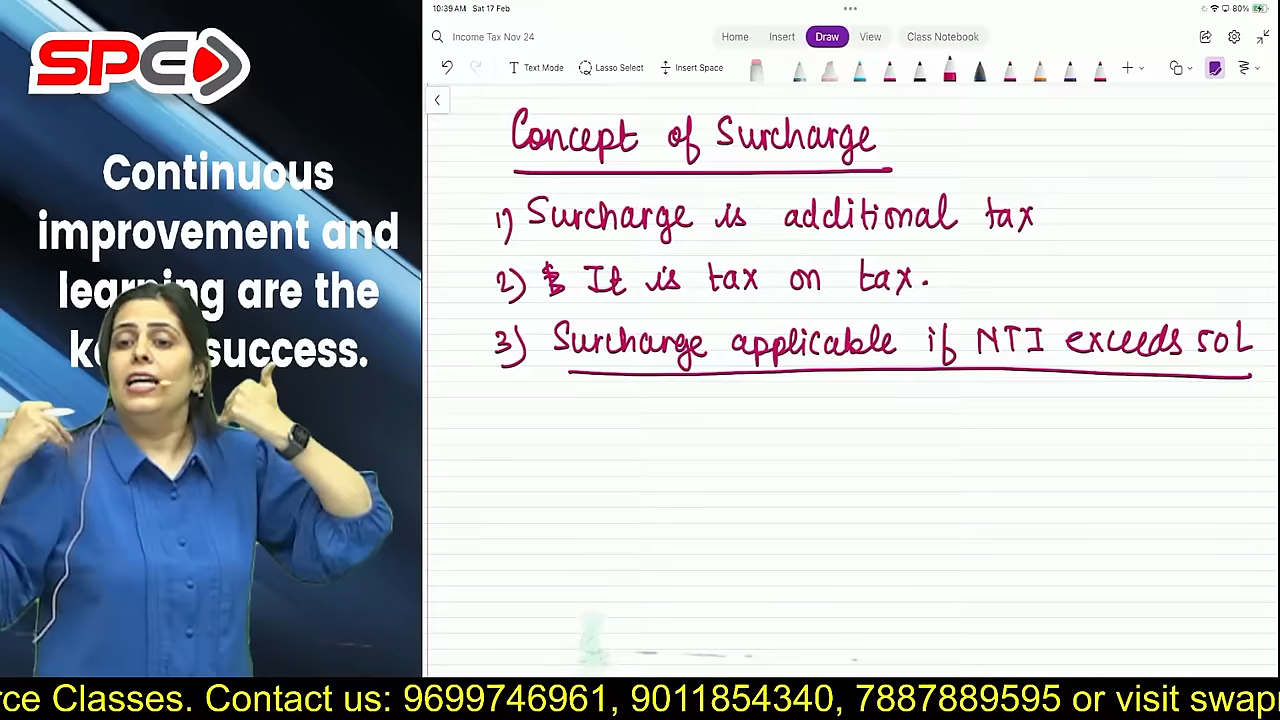 SPC
Continuous
improvement and
learning are the
success.
10:39 AM Sat 17 Feb
80%
Income Tax Nov 24
Home Insert Draw View Class Notebook
Text Mode Lasso Select Insert Space
Concept of Surcharge
1) Surcharge is additional tax
2) It is tax on tax.
3) Surcharge applicable if NTI exceeds 50L
rce Classes. Contact us: 9699746961, 9011854340, 7887889595 or visit swap